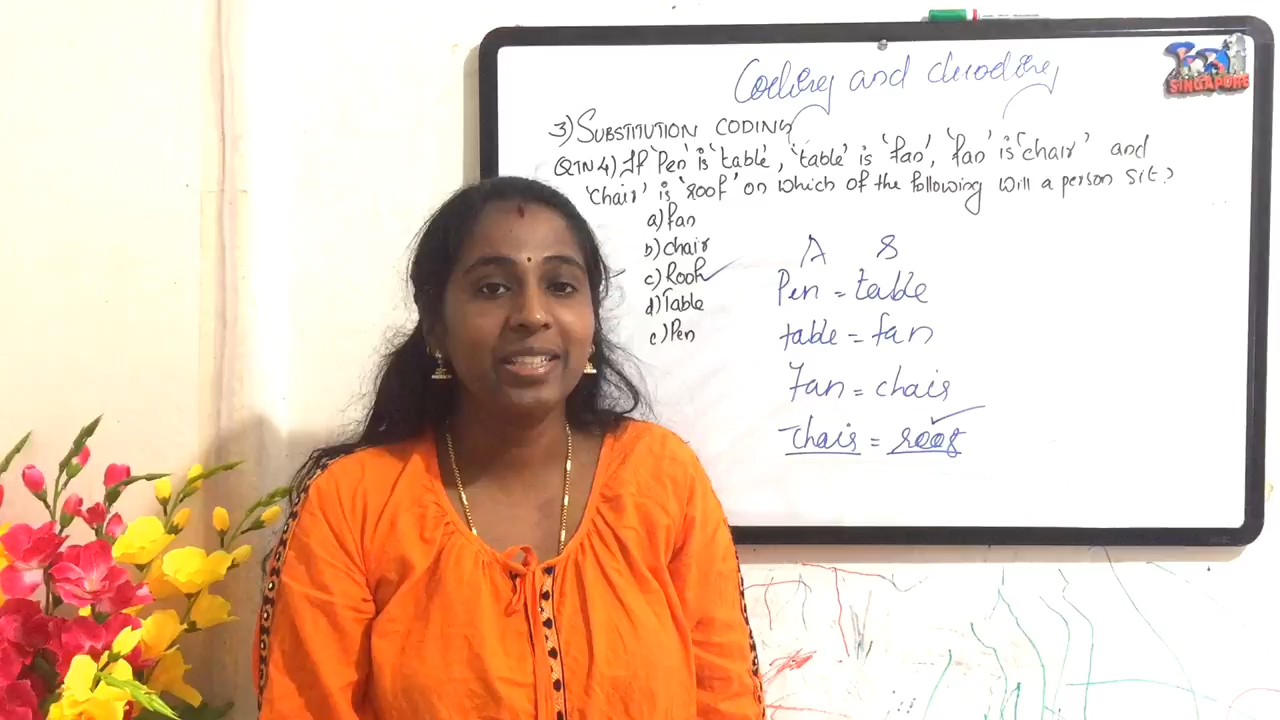 Coding and decoding
SINGAPORE
3) SUBSTITUTION CODING
QTN 4) If 'Pen' is 'table', 'table' is 'fan', 'fan' is 'chair' and
'chair' is 'roof' on which of the following will a person sit?
a) fan
b) chair
c) Roof ✓
d) Table
e) Pen
A S
Pen = table
table = fan
Fan = chair
chair = roof ✓